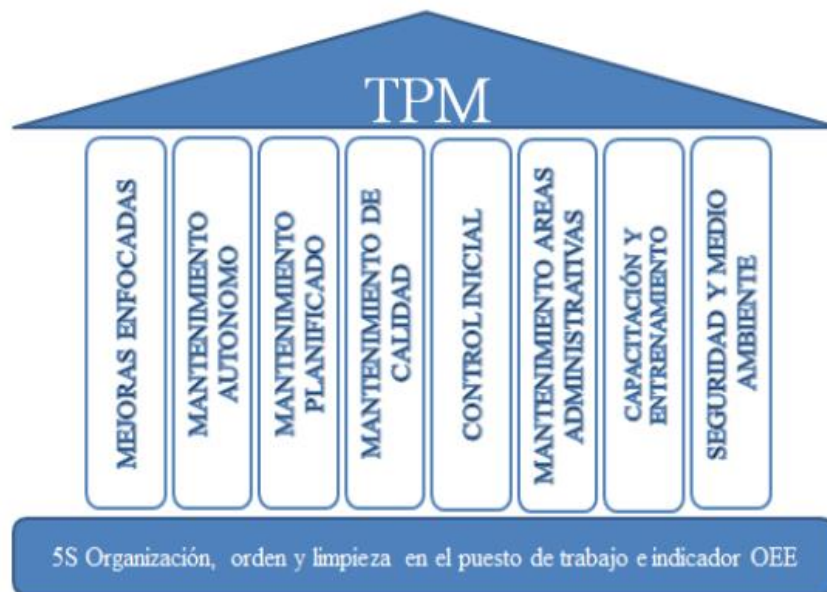 TPM
MEJORAS ENFOCADAS
MANTENIMIENTO
AUTONOMO
MANTENIMIENTO
PLANIFICADO
MANTENIMIENTO DE
CALIDAD
CONTROL INICIAL
MANTENIMIENTO AREAS
ADMINISTRATIVAS
CAPACITACIÓN Y
ENTRENAMIENTO
SEGURIDAD Y MEDIO
AMBIENTE
5S Organización, orden y limpieza en el puesto de trabajo e indicador OEE